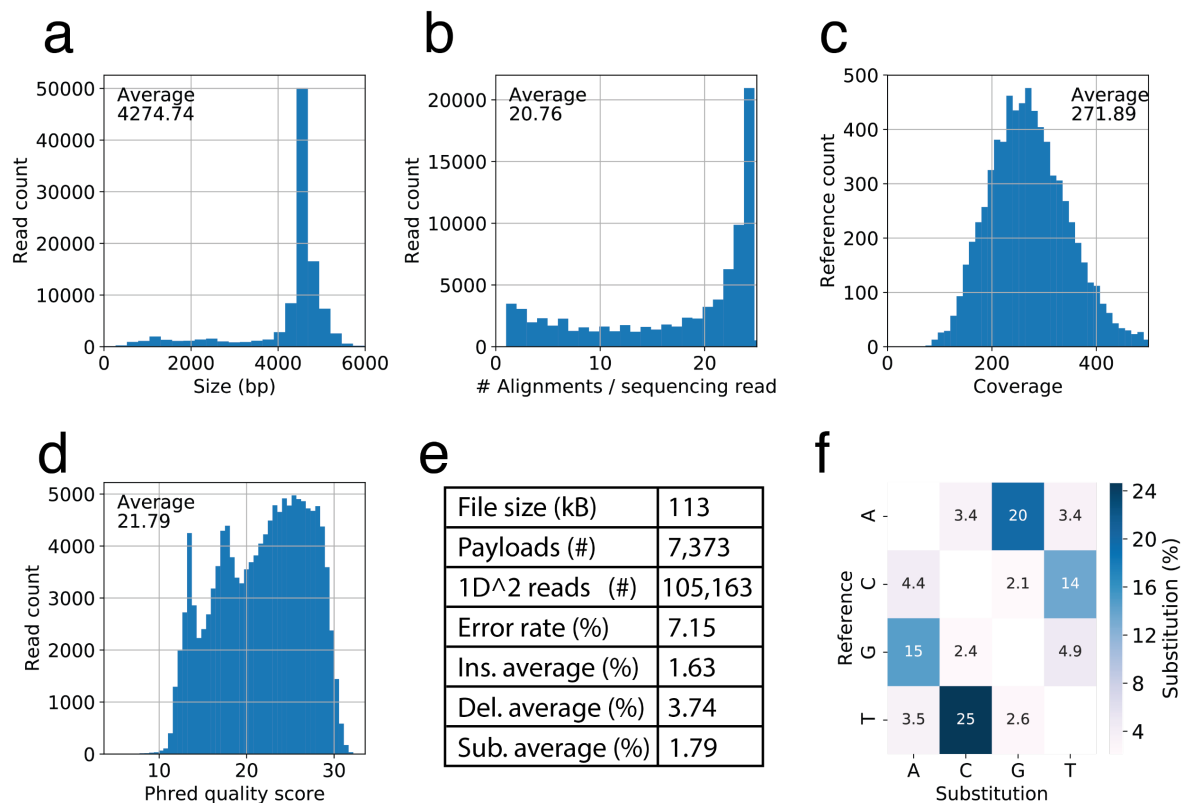 a
Average
4274.74
50000
40000
30000
20000
10000
0
Read count
0
2000
4000
6000
Size (bp)
b
Average
20.76
20000
15000
10000
5000
0
Read count
0
10
20
# Alignments / sequencing read
c
Average
271.89
500
400
300
200
100
0
Reference count
0
200
400
Coverage
d
Average
21.79
5000
4000
3000
2000
1000
0
Read count
10
20
30
Phred quality score
e
File size (kB) 113
Payloads (#) 7,373
1D^2 reads (#) 105,163
Error rate (%) 7.15
Ins. average (%) 1.63
Del. average (%) 3.74
Sub. average (%) 1.79
f
Reference
A 3.4 20 3.4
C 4.4 2.1 14
G 15 2.4 4.9
T 3.5 25 2.6
A C G T
Substitution
24
20
16
12
8
4
Substitution (%)